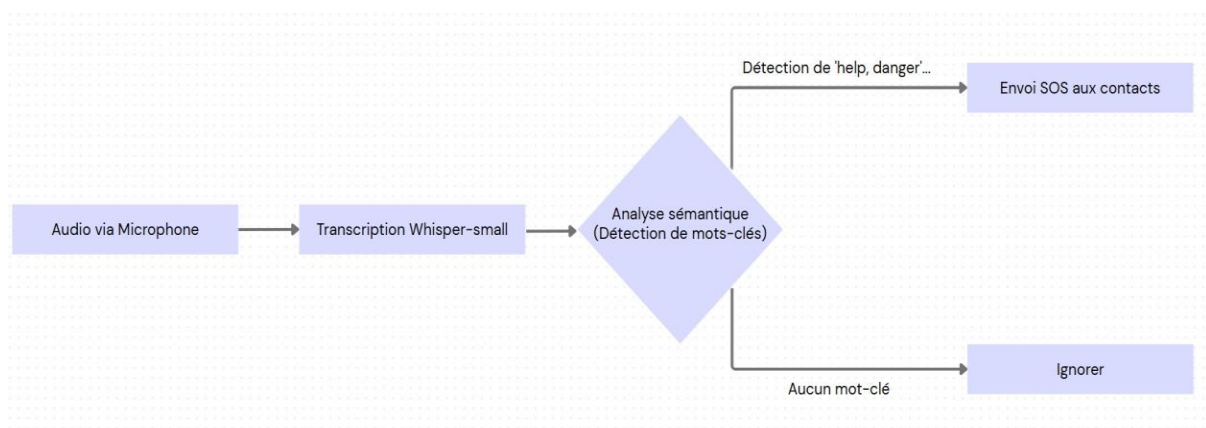 Détection de 'help, danger'...
Envoi SOS aux contacts
Audio via Microphone
Transcription Whisper-small
Analyse sémantique
(Détection de mots-clés)
Aucun mot-clé
Ignorer